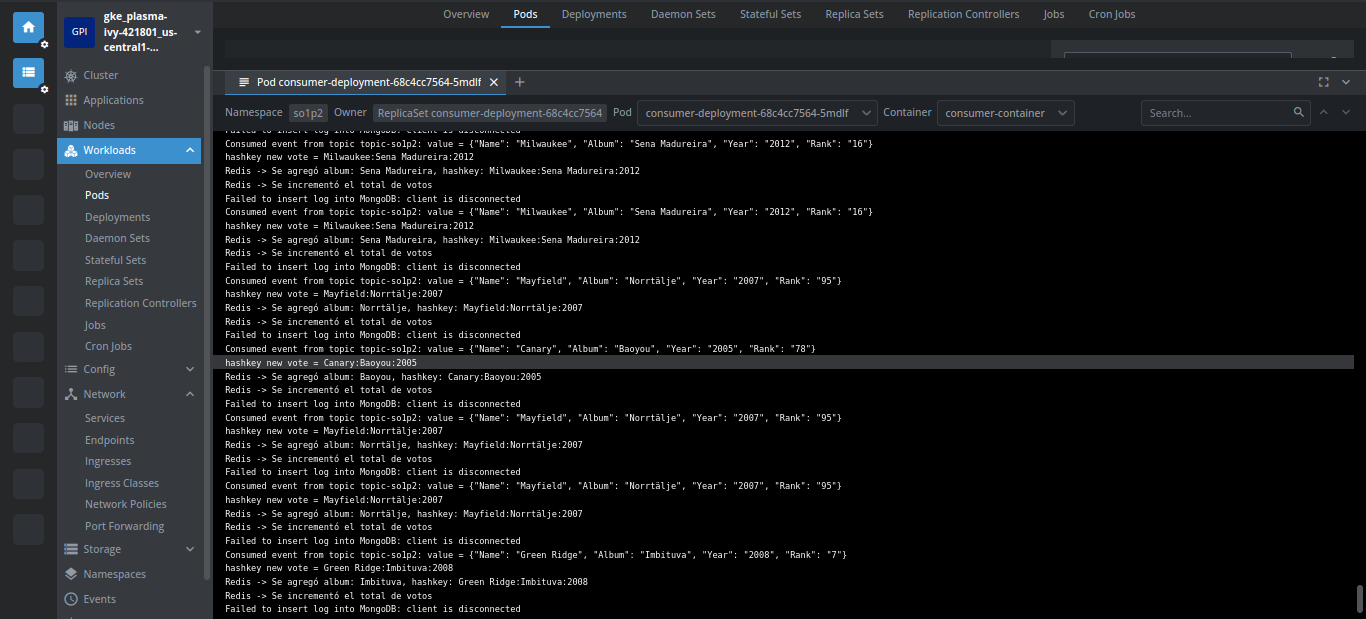 Overview Pods Deployments Daemon Sets Stateful Sets Replica Sets Replication Controllers Jobs Cron Jobs
GPI
gke_plasma-
ivy-421801_us-
central1-...
Cluster
Applications
Nodes
Workloads
Overview
Pods
Deployments
Daemon Sets
Stateful Sets
Replica Sets
Replication Controllers
Jobs
Cron Jobs
Config
Network
Services
Endpoints
Ingresses
Ingress Classes
Network Policies
Port Forwarding
Storage
Namespaces
Events
Pod consumer-deployment-68c4cc7564-5mdlf
Namespace so1p2 Owner ReplicaSet consumer-deployment-68c4cc7564 Pod consumer-deployment-68c4cc7564-5mdlf Container consumer-container Search...
Failed to insert log into MongoDB: client is disconnected
Consumed event from topic topic-so1p2: value = {"Name": "Milwaukee", "Album": "Sena Madureira", "Year": "2012", "Rank": "16"}
hashkey new vote = Milwaukee:Sena Madureira:2012
Redis -> Se agregó album: Sena Madureira, hashkey: Milwaukee:Sena Madureira:2012
Redis -> Se incrementó el total de votos
Failed to insert log into MongoDB: client is disconnected
Consumed event from topic topic-so1p2: value = {"Name": "Milwaukee", "Album": "Sena Madureira", "Year": "2012", "Rank": "16"}
hashkey new vote = Milwaukee:Sena Madureira:2012
Redis -> Se agregó album: Sena Madureira, hashkey: Milwaukee:Sena Madureira:2012
Redis -> Se incrementó el total de votos
Failed to insert log into MongoDB: client is disconnected
Consumed event from topic topic-so1p2: value = {"Name": "Mayfield", "Album": "Norrtälje", "Year": "2007", "Rank": "95"}
hashkey new vote = Mayfield:Norrtälje:2007
Redis -> Se agregó album: Norrtälje, hashkey: Mayfield:Norrtälje:2007
Redis -> Se incrementó el total de votos
Failed to insert log into MongoDB: client is disconnected
Consumed event from topic topic-so1p2: value = {"Name": "Canary", "Album": "Baoyou", "Year": "2005", "Rank": "78"}
hashkey new vote = Canary:Baoyou:2005
Redis -> Se agregó album: Baoyou, hashkey: Canary:Baoyou:2005
Redis -> Se incrementó el total de votos
Failed to insert log into MongoDB: client is disconnected
Consumed event from topic topic-so1p2: value = {"Name": "Mayfield", "Album": "Norrtälje", "Year": "2007", "Rank": "95"}
hashkey new vote = Mayfield:Norrtälje:2007
Redis -> Se agregó album: Norrtälje, hashkey: Mayfield:Norrtälje:2007
Redis -> Se incrementó el total de votos
Failed to insert log into MongoDB: client is disconnected
Consumed event from topic topic-so1p2: value = {"Name": "Mayfield", "Album": "Norrtälje", "Year": "2007", "Rank": "95"}
hashkey new vote = Mayfield:Norrtälje:2007
Redis -> Se agregó album: Norrtälje, hashkey: Mayfield:Norrtälje:2007
Redis -> Se incrementó el total de votos
Failed to insert log into MongoDB: client is disconnected
Consumed event from topic topic-so1p2: value = {"Name": "Green Ridge", "Album": "Imbituva", "Year": "2008", "Rank": "7"}
hashkey new vote = Green Ridge:Imbituva:2008
Redis -> Se agregó album: Imbituva, hashkey: Green Ridge:Imbituva:2008
Redis -> Se incrementó el total de votos
Failed to insert log into MongoDB: client is disconnected